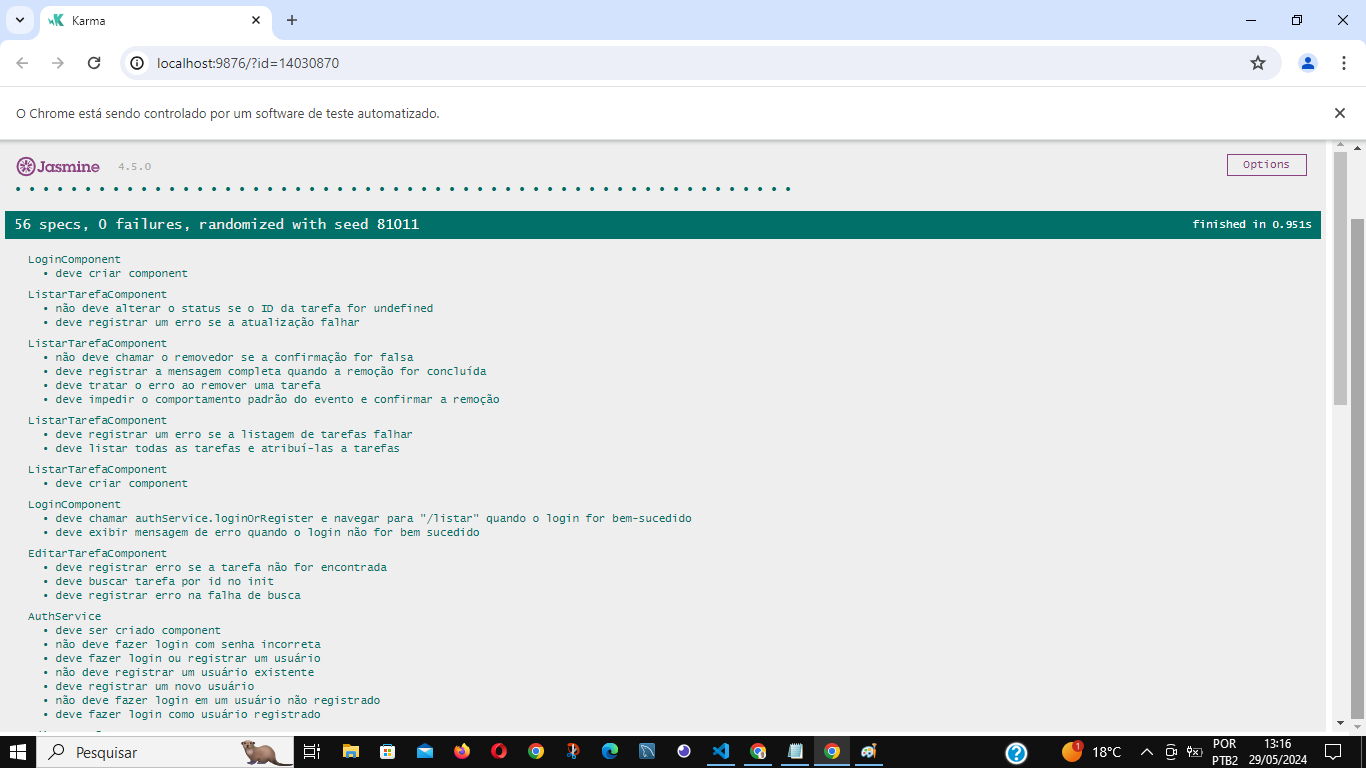 Karma
localhost:9876/?id=14030870
O Chrome está sendo controlado por um software de teste automatizado.
Jasmine 4.5.0
Options
56 specs, 0 failures, randomized with seed 81011
finished in 0.951s
LoginComponent
• deve criar component
ListarTarefaComponent
• não deve alterar o status se o ID da tarefa for undefined
• deve registrar um erro se a atualização falhar
ListarTarefaComponent
• não deve chamar o removedor se a confirmação for falsa
• deve registrar a mensagem completa quando a remoção for concluída
• deve tratar o erro ao remover uma tarefa
• deve impedir o comportamento padrão do evento e confirmar a remoção
ListarTarefaComponent
• deve registrar um erro se a listagem de tarefas falhar
• deve listar todas as tarefas e atribuí-las a tarefas
ListarTarefaComponent
• deve criar component
LoginComponent
• deve chamar authService.loginOrRegister e navegar para "/listar" quando o login for bem-sucedido
• deve exibir mensagem de erro quando o login não for bem sucedido
EditarTarefaComponent
• deve registrar erro se a tarefa não for encontrada
• deve buscar tarefa por id no init
• deve registrar erro na falha de busca
AuthService
• deve ser criado component
• não deve fazer login com senha incorreta
• deve fazer login ou registrar um usuário
• não deve registrar um usuário existente
• deve registrar um novo usuário
• não deve fazer login em um usuário não registrado
• deve fazer login como usuário registrado
Pesquisar
1
18°C
POR
PTB2
13:16
29/05/2024